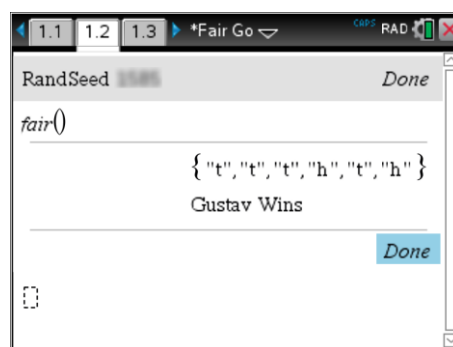 1.1 1.2 1.3 *Fair Go CAPS RAD
RandSeed Done
fair()
{"t","t","t","h","t","h"}
Gustav Wins
Done